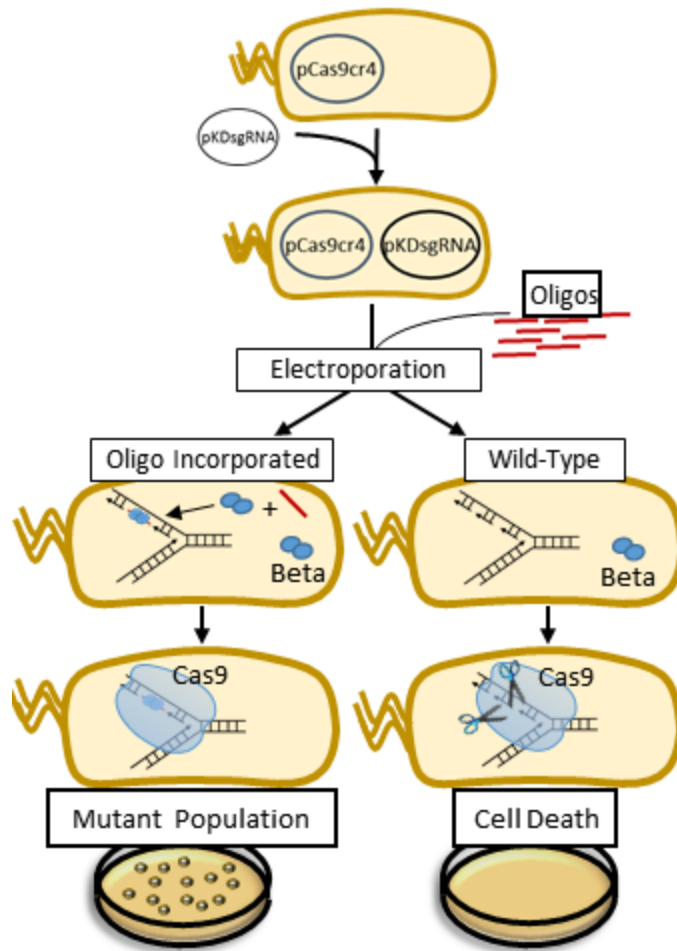 pCas9cr4
pKDsgRNA
pCas9cr4 pKDsgRNA
Oligos
Electroporation
Oligo Incorporated
Wild-Type
+
Beta
Beta
Cas9
Cas9
Mutant Population
Cell Death